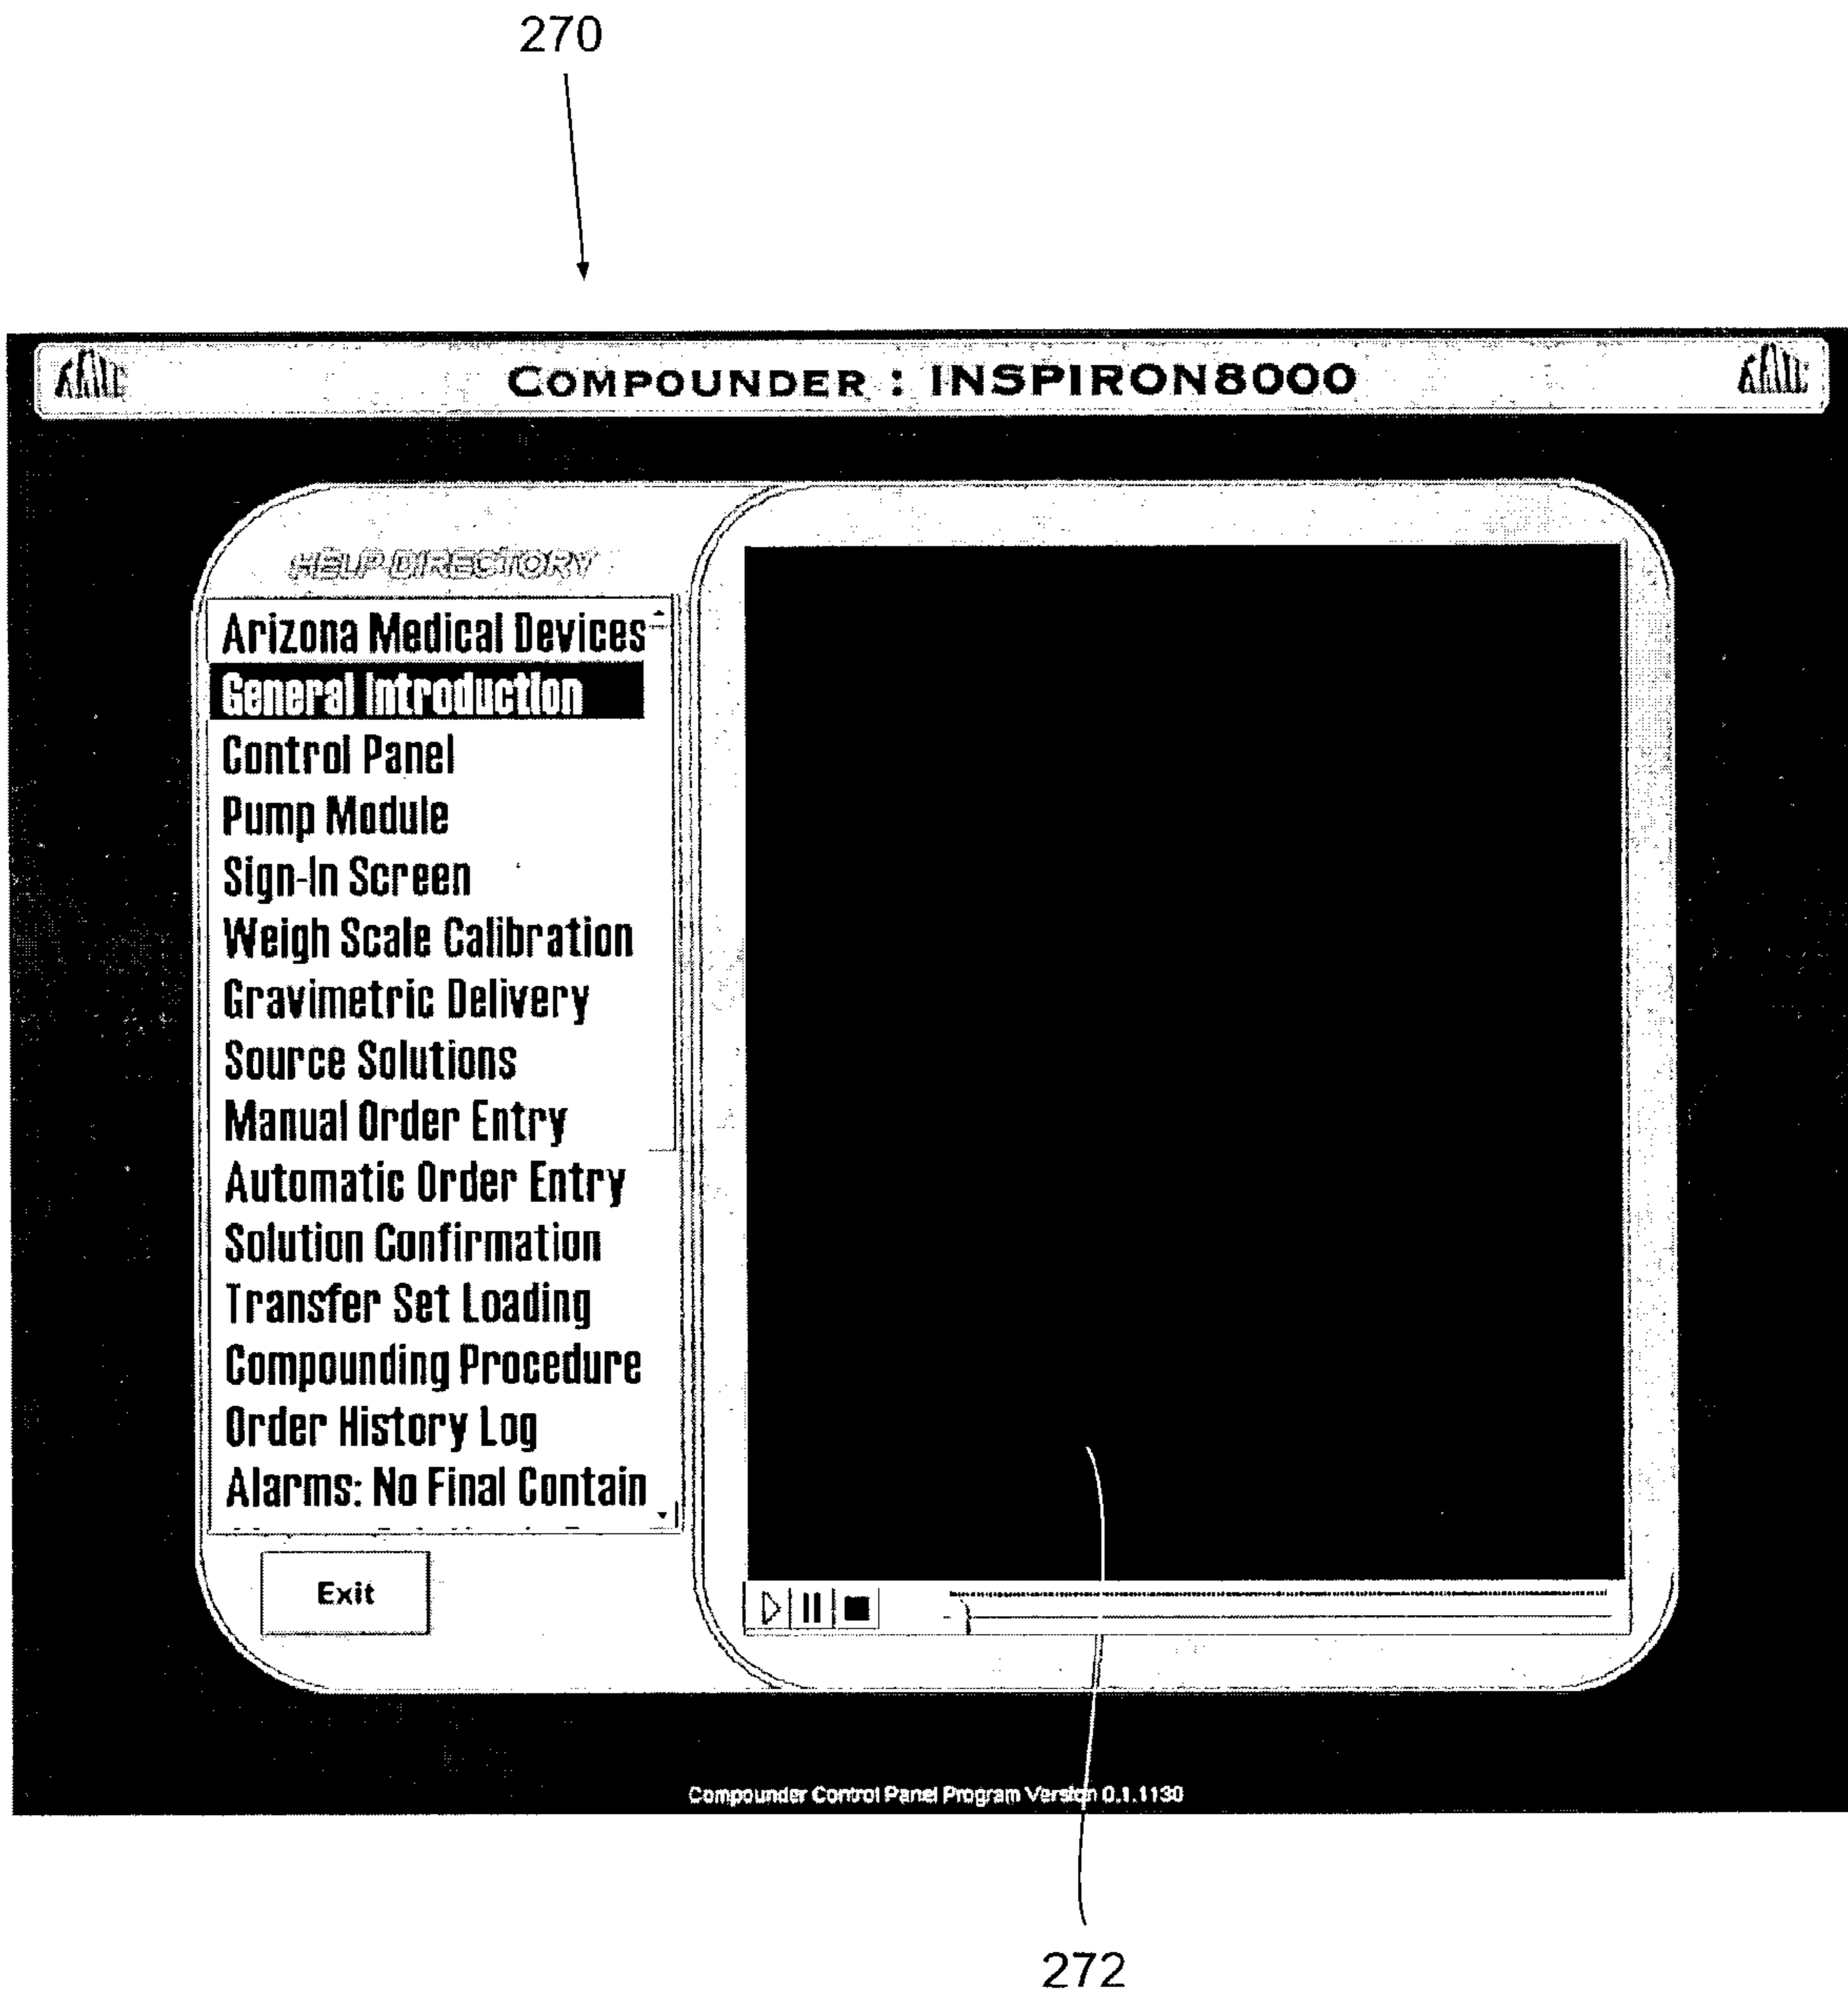 270
COMPOUNDER : INSPIRON8000
HELP DIRECTORY
Arizona Medical Devices
General Introduction
Control Panel
Pump Module
Sign-In Screen
Weigh Scale Calibration
Gravimetric Delivery
Source Solutions
Manual Order Entry
Automatic Order Entry
Solution Confirmation
Transfer Set Loading
Compounding Procedure
Order History Log
Alarms: No Final Contain
Exit
Compounder Control Panel Program Version 0.1.1130
272